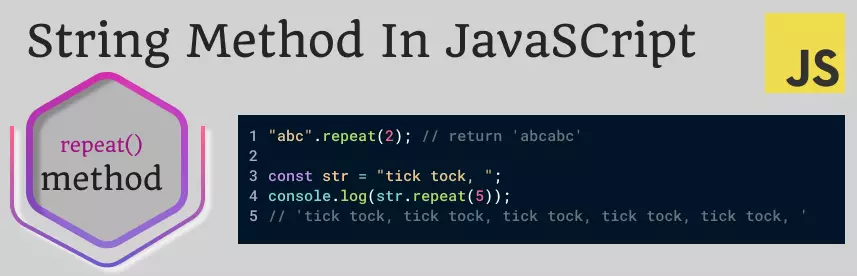 String Method In JavaSCript
JS
repeat()
method
1 "abc".repeat(2); // return 'abcabc'
2
3 const str = "tick tock, ";
4 console.log(str.repeat(5));
5 // 'tick tock, tick tock, tick tock, tick tock, tick tock, '